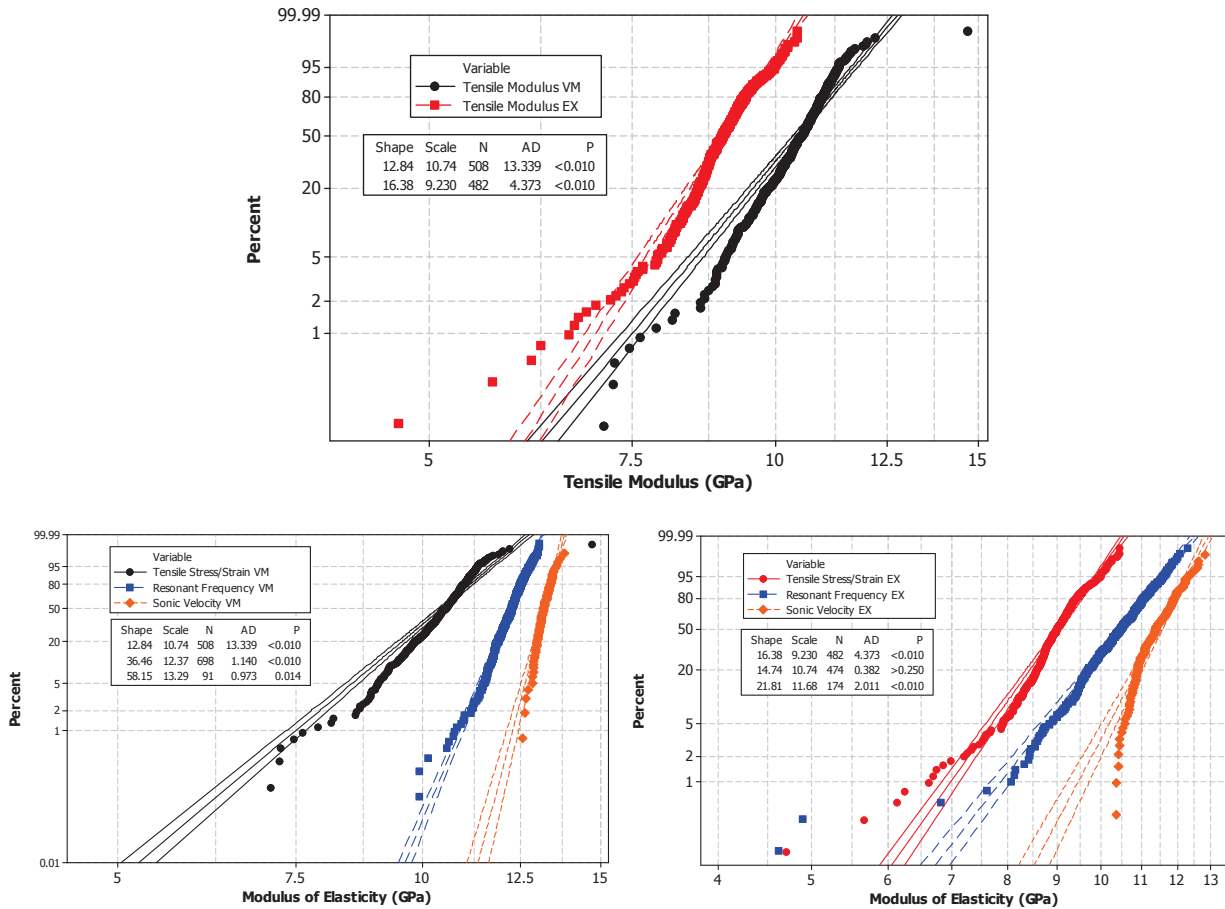 99.99
95
80
50
20
5
2
1
Percent
Variable
Tensile Modulus VM
Tensile Modulus EX
Shape Scale N AD P
12.84 10.74 508 13.339 <0.010
16.38 9.230 482 4.373 <0.010
5 7.5 10 12.5 15
Tensile Modulus (GPa)
99.99
95
80
50
20
5
2
1
0.01
Percent
Variable
Tensile Stress/Strain VM
Resonant Frequency VM
Sonic Velocity VM
Shape Scale N AD P
12.84 10.74 508 13.339 <0.010
36.46 12.37 698 1.140 <0.010
58.15 13.29 91 0.973 0.014
5 7.5 10 12.5 15
Modulus of Elasticity (GPa)
99.99
95
80
50
20
5
2
1
Percent
Variable
Tensile Stress/Strain EX
Resonant Frequency EX
Sonic Velocity EX
Shape Scale N AD P
16.38 9.230 482 4.373 <0.010
14.74 10.74 474 0.382 >0.250
21.81 11.68 174 2.011 <0.010
4 5 6 7 8 9 10 11 12 13
Modulus of Elasticity (GPa)